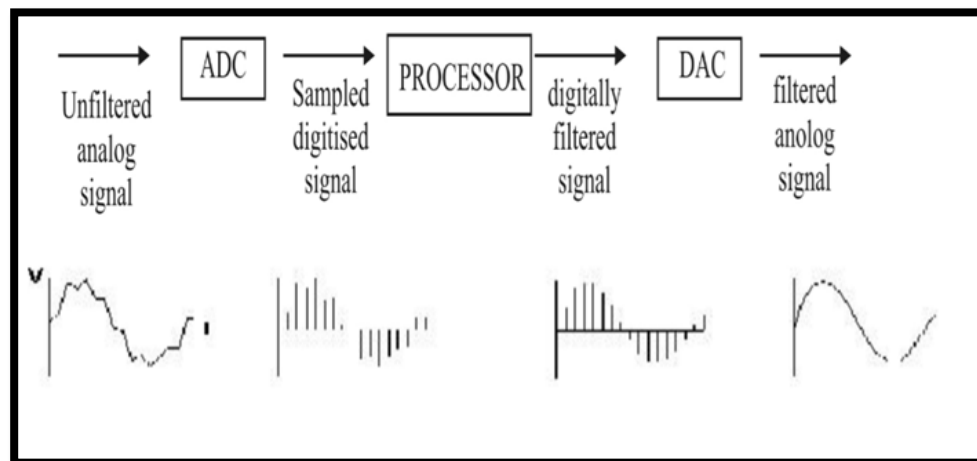 Unfiltered
analog
signal
ADC
Sampled
digitised
signal
PROCESSOR
digitally
filtered
signal
DAC
filtered
anolog
signal
V